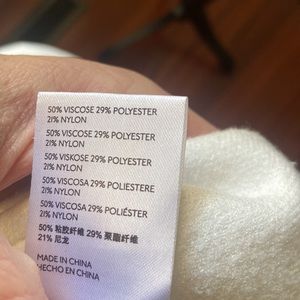 50% VISCOSE 29% POLYESTER
21% NYLON
50% VISCOSE 29% POLYESTER
21% NYLON
50% VISKOSE 29% POLYESTER
21% NYLON
50% VISCOSA 29% POLIESTERE
21% NYLON
50% VISCOSA 29% POLIÉSTER
21% NYLON
50% 粘胶纤维 29% 聚酯纤维
21% 尼龙
MADE IN CHINA
HECHO EN CHINA